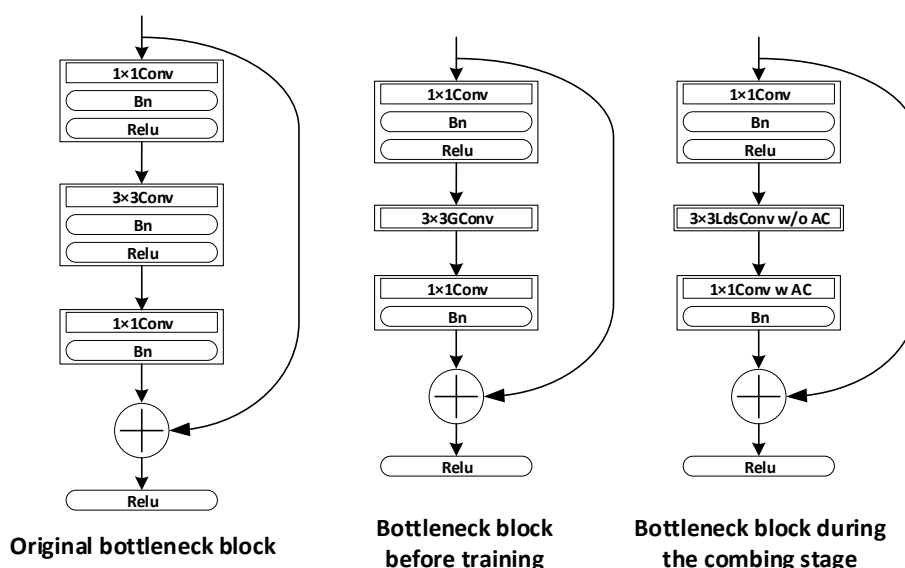 1×1Conv
Bn
Relu
3×3Conv
Bn
Relu
1×1Conv
Bn
Relu
Original bottleneck block
1×1Conv
Bn
Relu
3×3GConv
1×1Conv
Bn
Relu
Bottleneck block
before training
1×1Conv
Bn
Relu
3×3LdsConv w/o AC
1×1Conv w AC
Bn
Relu
Bottleneck block during
the combing stage